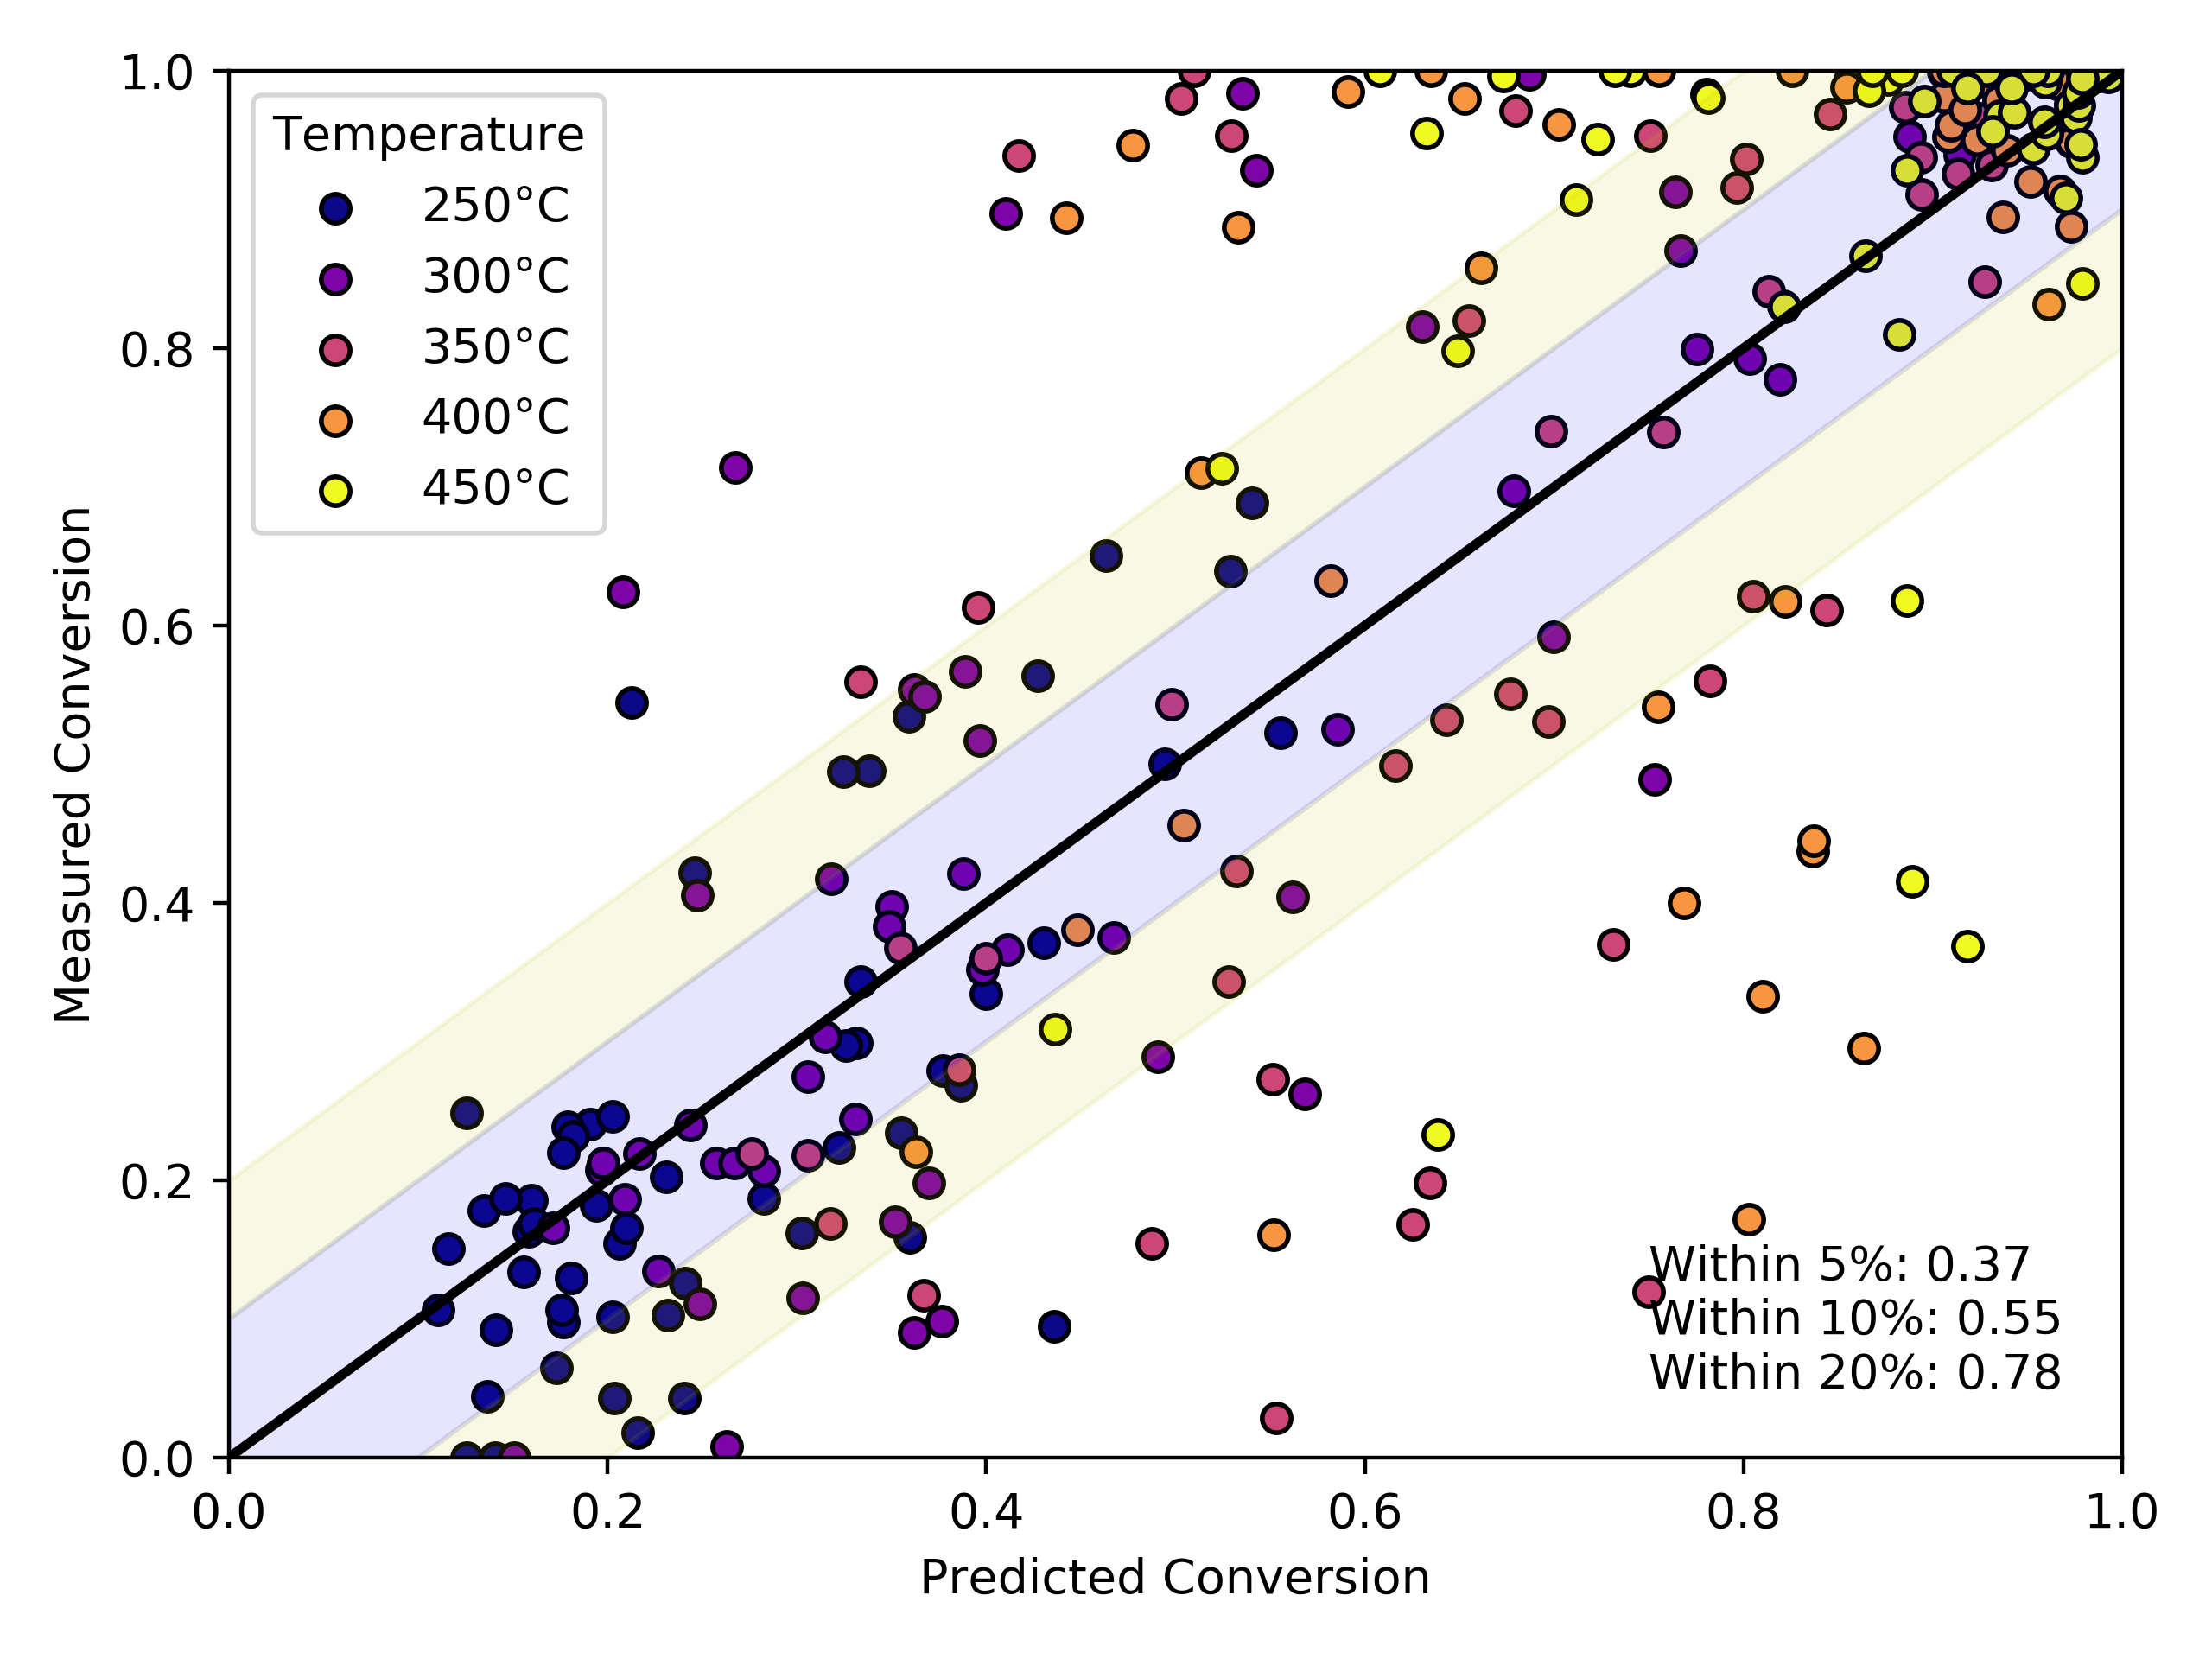 1.0
0.8
0.6
0.4
0.2
0.0
Measured Conversion
Temperature
250°C
300°C
350°C
400°C
450°C
Within 5%: 0.37
Within 10%: 0.55
Within 20%: 0.78
0.0 0.2 0.4 0.6 0.8 1.0
Predicted Conversion